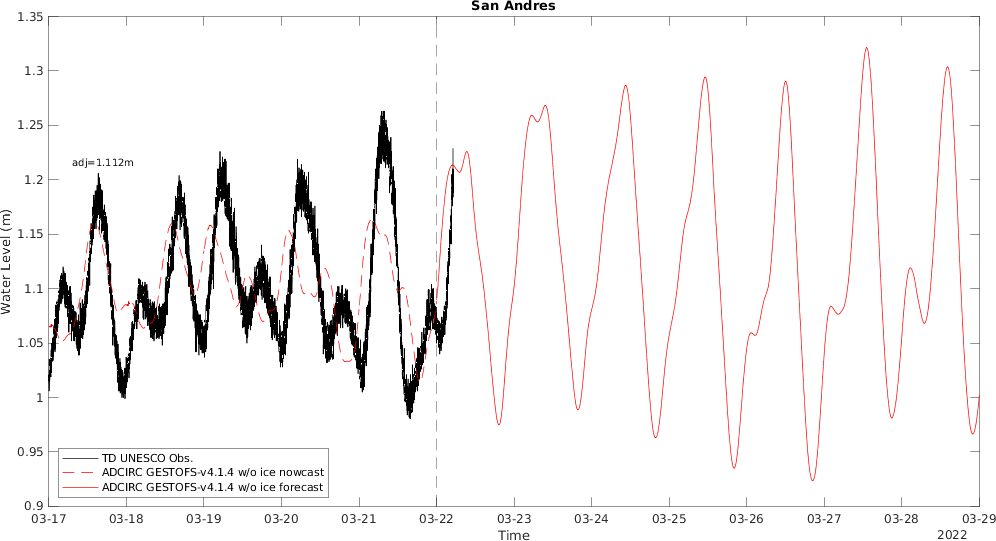 San Andres
1.35
1.3
1.25
1.2
1.15
1.1
1.05
1
0.95
0.9
Water Level (m)
adj=1.112m
TD UNESCO Obs.
ADCIRC GESTOFS-v4.1.4 w/o ice nowcast
ADCIRC GESTOFS-v4.1.4 w/o ice forecast
03-17 03-18 03-19 03-20 03-21 03-22 03-23 03-24 03-25 03-26 03-27 03-28 03-29
Time
2022